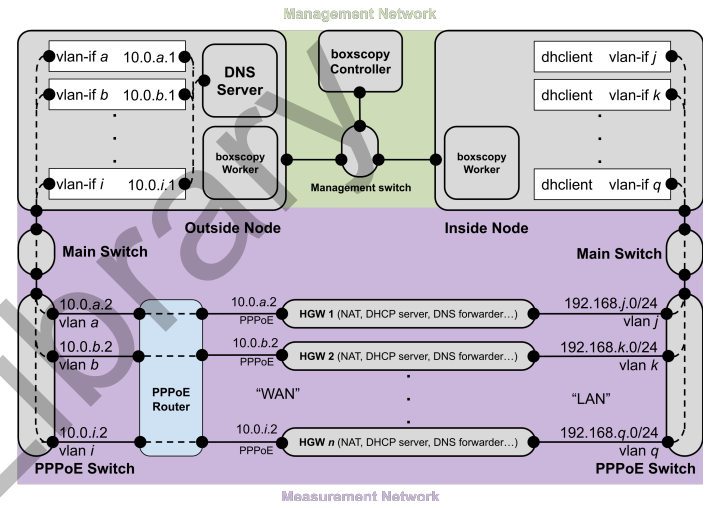 Management Network
vlan-if a 10.0.a.1
vlan-if b 10.0.b.1
.
.
.
vlan-if i 10.0.i.1
DNS
Server
boxscopy
Worker
boxscopy
Controller
Management switch
boxscopy
Worker
dhclient vlan-if j
dhclient vlan-if k
.
.
.
dhclient vlan-if q
Outside Node
Inside Node
Main Switch
Main Switch
10.0.a.2
vlan a
10.0.b.2
vlan b
10.0.i.2
vlan i
PPPoE Switch
PPPoE
Router
10.0.a.2
PPPoE
10.0.b.2
PPPoE
“WAN”
10.0.i.2
PPPoE
HGW 1 (NAT, DHCP server, DNS forwarder…)
HGW 2 (NAT, DHCP server, DNS forwarder…)
.
.
.
HGW n (NAT, DHCP server, DNS forwarder…)
192.168.j.0/24
vlan j
192.168.k.0/24
vlan k
“LAN”
192.168.q.0/24
vlan q
PPPoE Switch
Measurement Network
Library